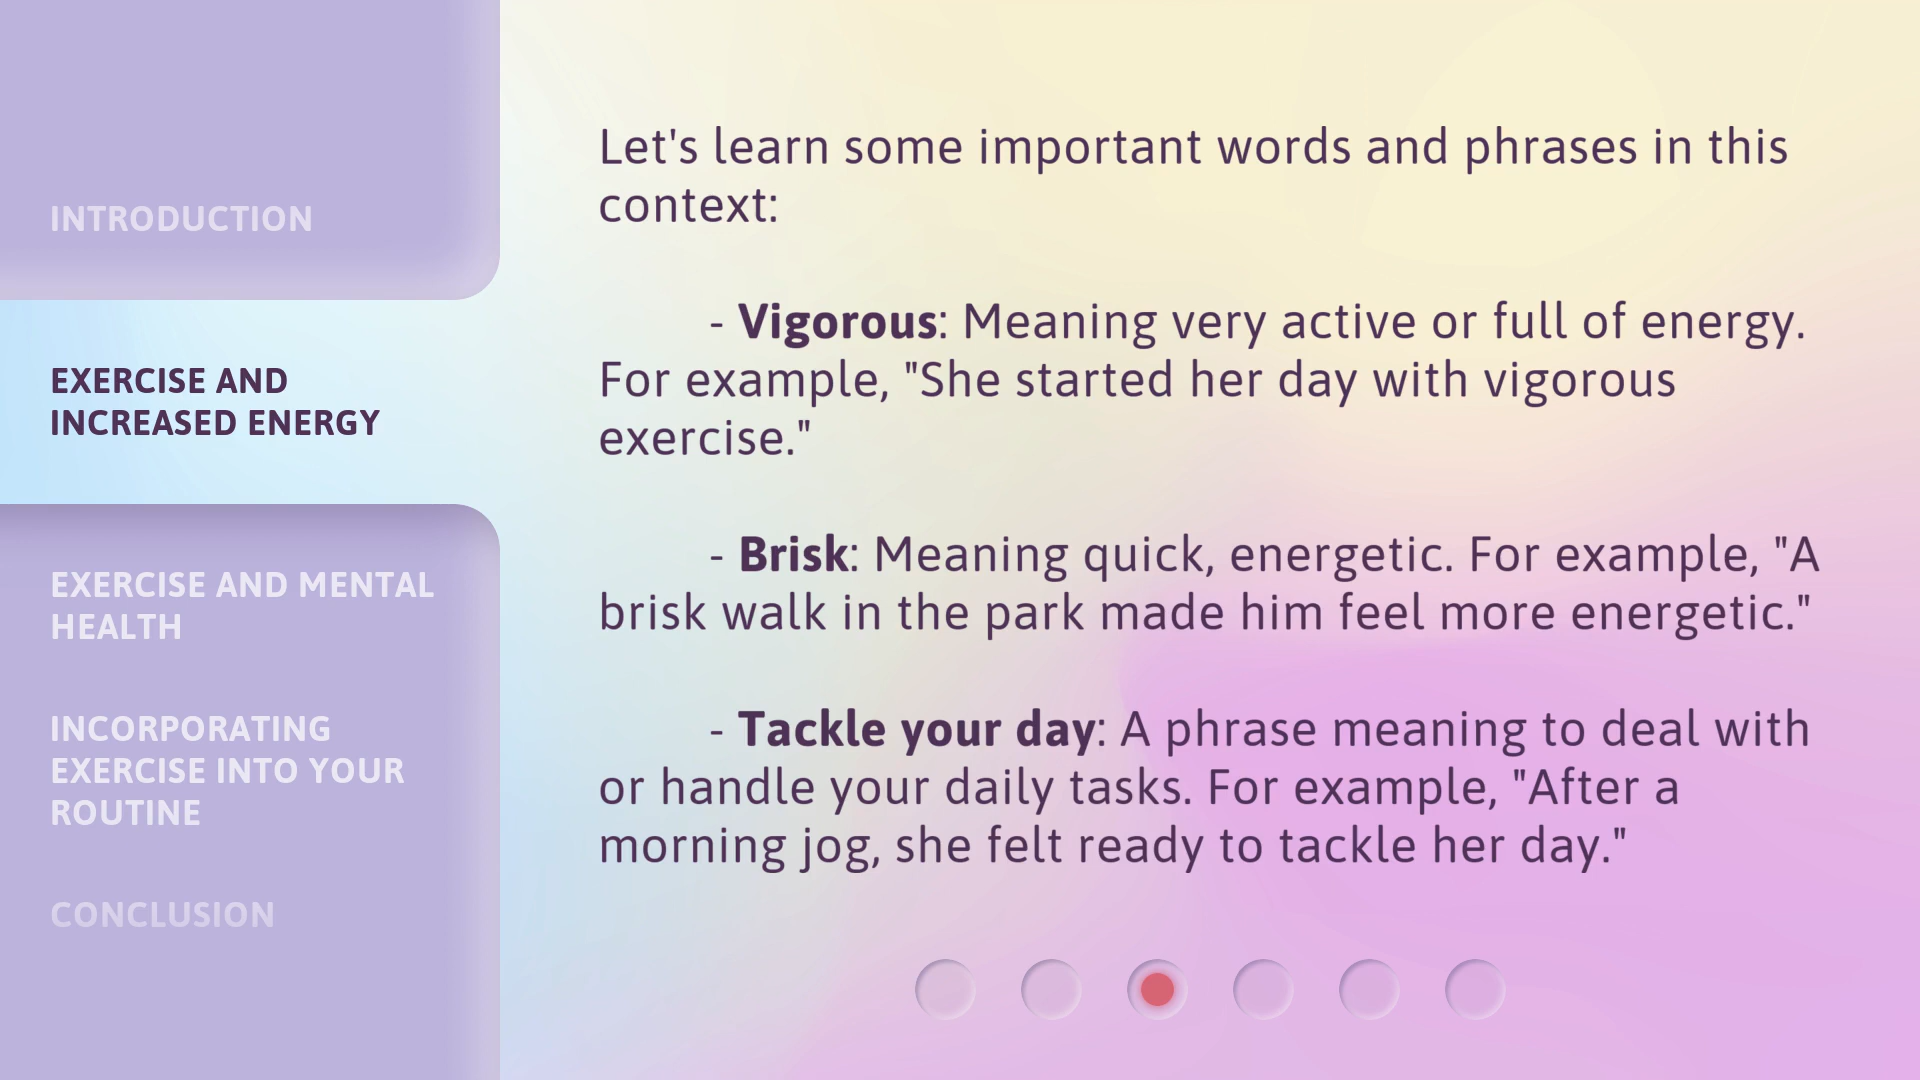 INTRODUCTION
EXERCISE AND
INCREASED ENERGY
EXERCISE AND MENTAL
HEALTH
INCORPORATING
EXERCISE INTO YOUR
ROUTINE
CONCLUSION
Let's learn some important words and phrases in this
context:
- Vigorous: Meaning very active or full of energy.
For example, "She started her day with vigorous
exercise."
- Brisk: Meaning quick, energetic. For example, "A
brisk walk in the park made him feel more energetic."
- Tackle your day: A phrase meaning to deal with
or handle your daily tasks. For example, "After a
morning jog, she felt ready to tackle her day."